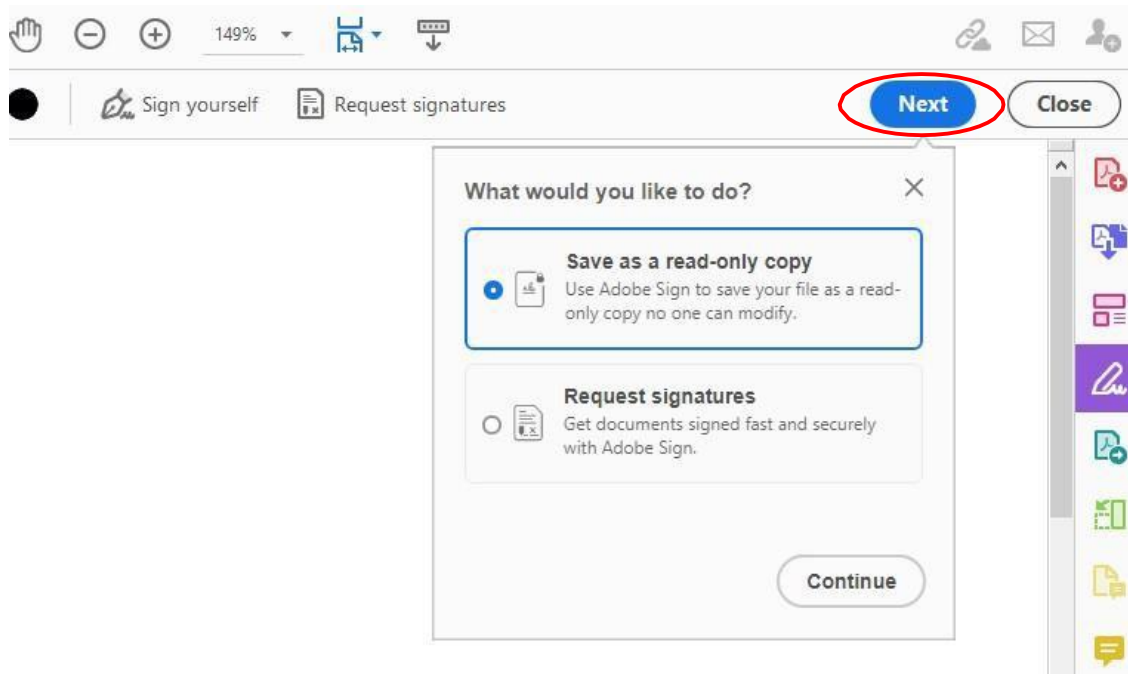 149%
Sign yourself Request signatures Next Close
What would you like to do?
Save as a read-only copy
Use Adobe Sign to save your file as a read-
only copy no one can modify.
Request signatures
Get documents signed fast and securely
with Adobe Sign.
Continue